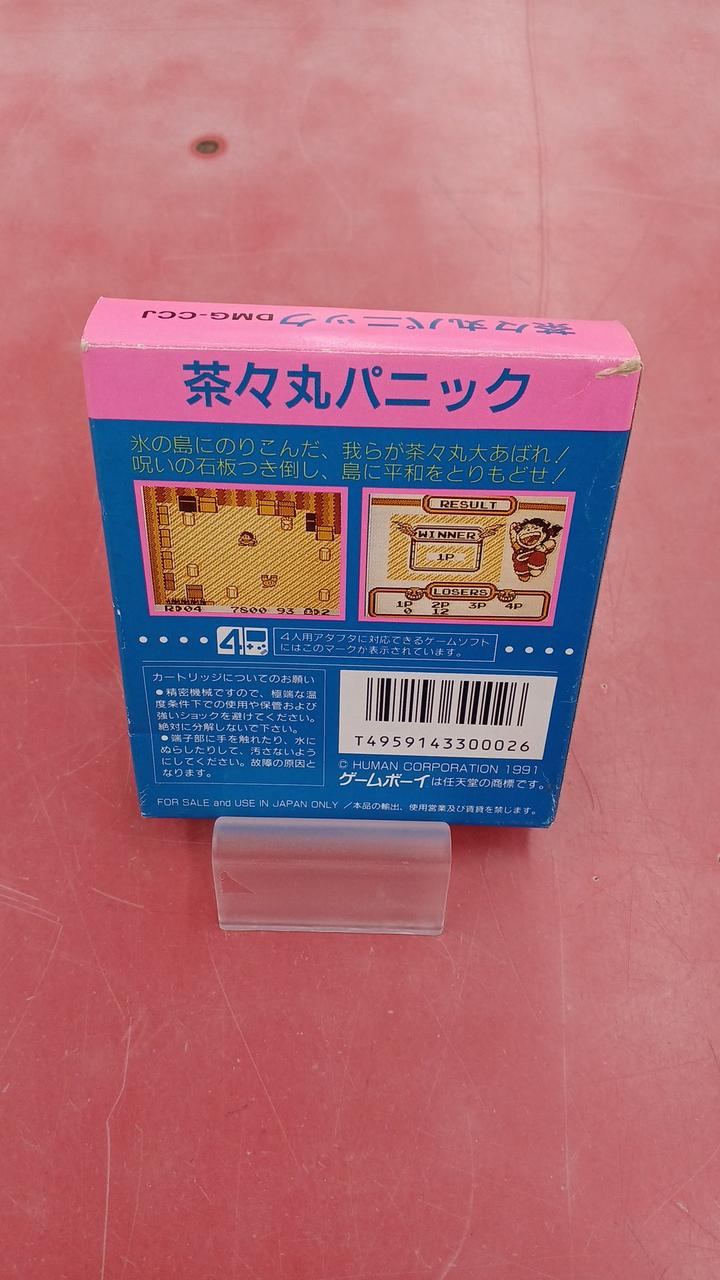 茶々丸パニック DMG-CCJ
茶々丸パニック
氷の島にのりこんだ、我らが茶々丸大あばれ!
呪いの石板つき倒し、島に平和をとりもどせ!
R▷04 7800 93 2
RESULT
WINNER
1P
LOSERS
1P 2P 3P 4P
0 12
4
4人用アダプタに対応できるゲームソフト
にはこのマークが表示されています。
カートリッジについてのお願い
●精密機械ですので、極端な温
度条件下での使用や保管および
強いショックを避けてください。
絶対に分解しないで下さい。
●端子部に手を触れたり、水に
ぬらしたりして、汚さないよう
にしてください。故障の原因と
なります。
T4959143300026
© HUMAN CORPORATION 1991
ゲームボーイは任天堂の商標です。
FOR SALE and USE IN JAPAN ONLY /本品の輸出、使用営業及び賃貸を禁じます。